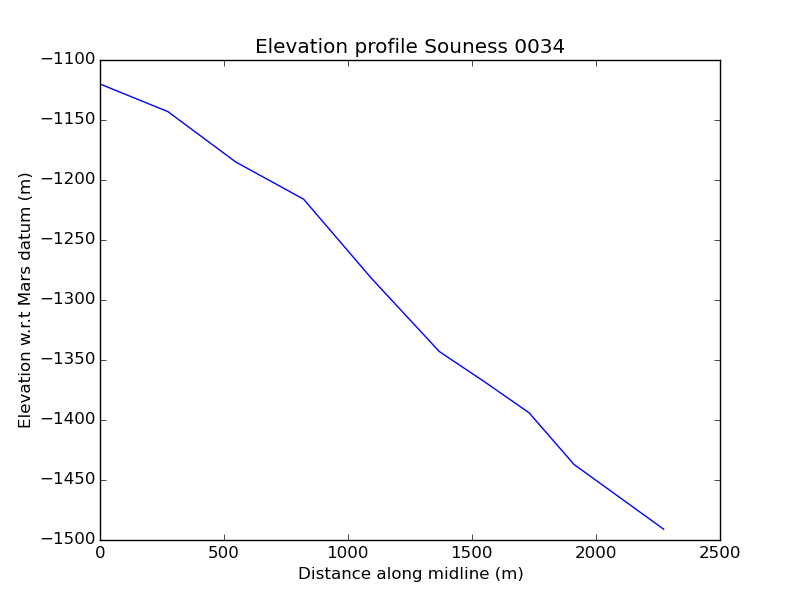 Elevation profile Souness 0034
−1100
−1150
−1200
−1250
−1300
−1350
−1400
−1450
−1500
Elevation w.r.t Mars datum (m)
0 500 1000 1500 2000 2500
Distance along midline (m)